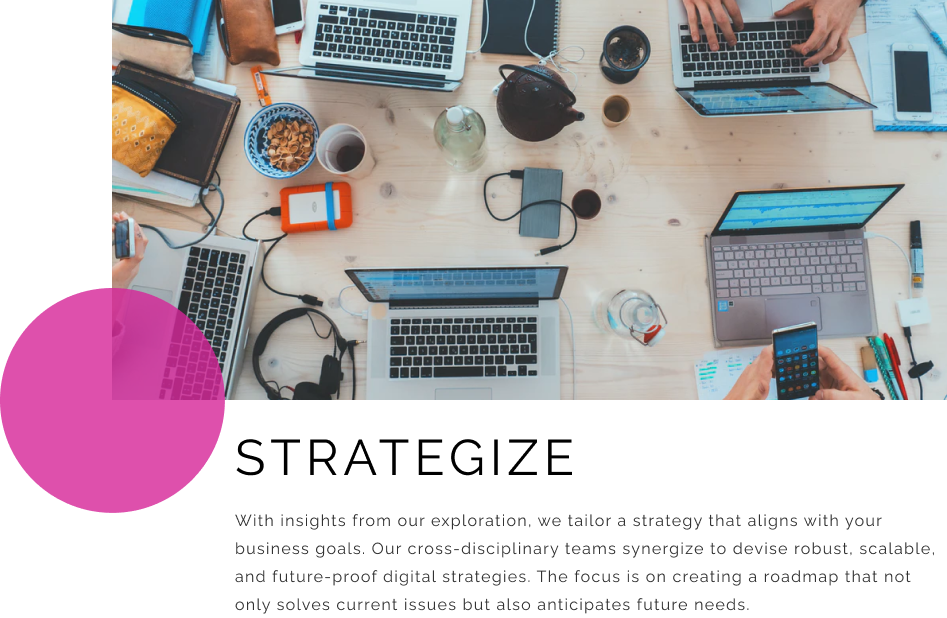 STRATEGIZE
With insights from our exploration, we tailor a strategy that aligns with your
business goals. Our cross-disciplinary teams synergize to devise robust, scalable,
and future-proof digital strategies. The focus is on creating a roadmap that not
only solves current issues but also anticipates future needs.